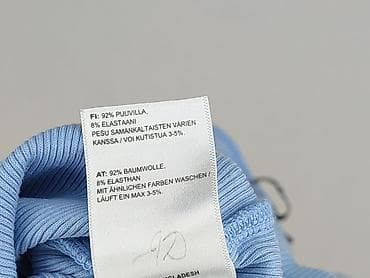 FI: 92% PUUVILLA.
8% ELASTAANI
PESU SAMANKALTAISTEN VÄRIEN
KANSSA / VOI KUTISTUA 3-5%.
AT: 92% BAUMWOLLE.
8% ELASTHAN
MIT ÄHNLICHEN FARBEN WASCHEN /
LÄUFT EIN MAX 3-5%.